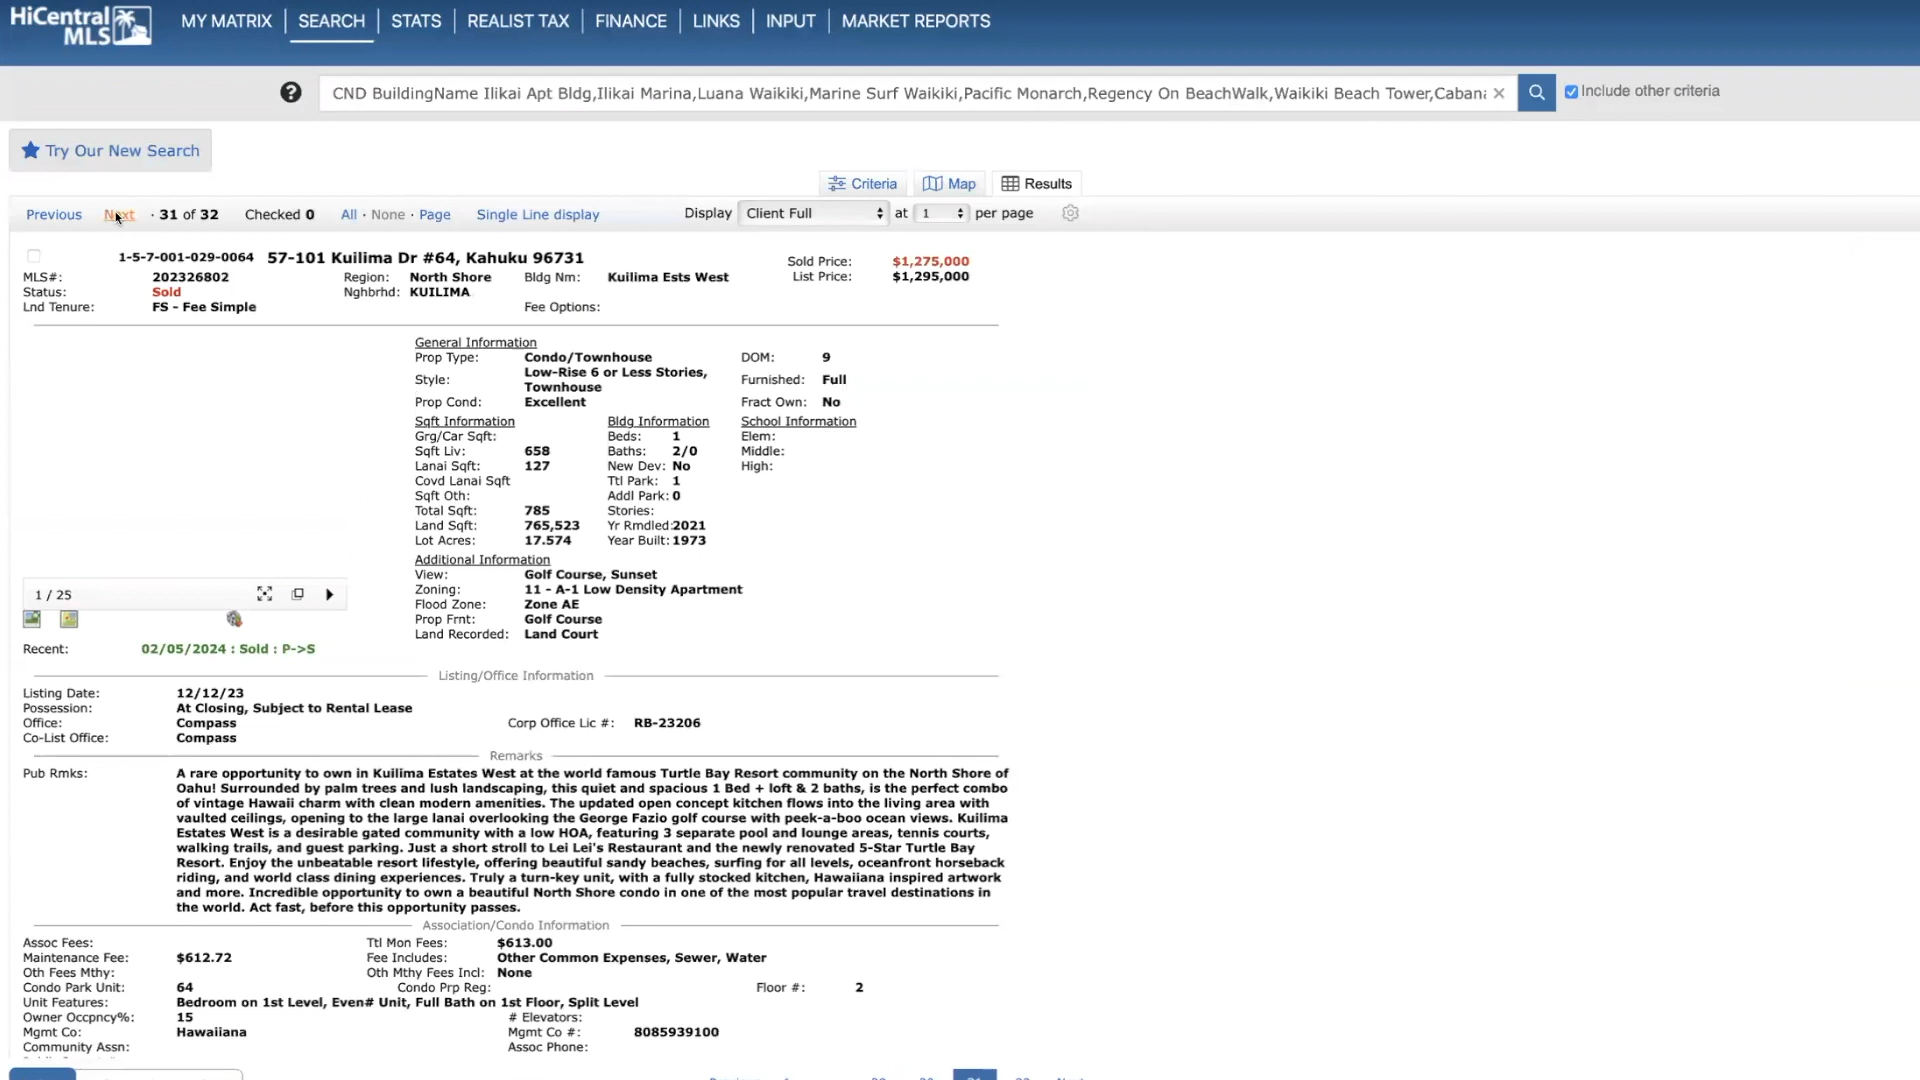 HiCentral MLS
MY MATRIX SEARCH STATS REALIST TAX FINANCE LINKS INPUT MARKET REPORTS
? CND BuildingName Ilikai Apt Bldg,Ilikai Marina,Luana Waikiki,Marine Surf Waikiki,Pacific Monarch,Regency On BeachWalk,Waikiki Beach Tower,Cabana Include other criteria
Try Our New Search
Criteria Map Results
Previous Next · 31 of 32 Checked 0 All · None · Page Single Line display Display Client Full at 1 per page
1-5-7-001-029-0064 57-101 Kuilima Dr #64, Kahuku 96731 Sold Price: $1,275,000
MLS#: 202326802 Region: North Shore Bldg Nm: Kuilima Ests West List Price: $1,295,000
Status: Sold Nghbrhd: KUILIMA
Lnd Tenure: FS - Fee Simple Fee Options:
General Information
Prop Type: Condo/Townhouse DOM: 9
Style: Low-Rise 6 or Less Stories, Townhouse Furnished: Full
Prop Cond: Excellent Fract Own: No
Sqft Information Bldg Information School Information
Grg/Car Sqft: Beds: 1 Elem:
Sqft Liv: 658 Baths: 2/0 Middle:
Lanai Sqft: 127 New Dev: No High:
Covd Lanai Sqft Ttl Park: 1
Sqft Oth: Addl Park: 0
Total Sqft: 785 Stories:
Land Sqft: 765,523 Yr Rmdled: 2021
Lot Acres: 17.574 Year Built: 1973
Additional Information
View: Golf Course, Sunset
Zoning: 11 - A-1 Low Density Apartment
Flood Zone: Zone AE
Prop Frnt: Golf Course
Land Recorded: Land Court
1 / 25
Recent: 02/05/2024 : Sold : P->S
Listing/Office Information
Listing Date: 12/12/23
Possession: At Closing, Subject to Rental Lease
Office: Compass Corp Office Lic #: RB-23206
Co-List Office: Compass
Remarks
Pub Rmks: A rare opportunity to own in Kuilima Estates West at the world famous Turtle Bay Resort community on the North Shore of
Oahu! Surrounded by palm trees and lush landscaping, this quiet and spacious 1 Bed + loft & 2 baths, is the perfect combo
of vintage Hawaii charm with clean modern amenities. The updated open concept kitchen flows into the living area with
vaulted ceilings, opening to the large lanai overlooking the George Fazio golf course with peek-a-boo ocean views. Kuilima
Estates West is a desirable gated community with a low HOA, featuring 3 separate pool and lounge areas, tennis courts,
walking trails, and guest parking. Just a short stroll to Lei Lei's Restaurant and the newly renovated 5-Star Turtle Bay
Resort. Enjoy the unbeatable resort lifestyle, offering beautiful sandy beaches, surfing for all levels, oceanfront horseback
riding, and world class dining experiences. Truly a turn-key unit, with a fully stocked kitchen, Hawaiiana inspired artwork
and more. Incredible opportunity to own a beautiful North Shore condo in one of the most popular travel destinations in
the world. Act fast, before this opportunity passes.
Association/Condo Information
Assoc Fees: Ttl Mon Fees: $613.00
Maintenance Fee: $612.72 Fee Includes: Other Common Expenses, Sewer, Water
Oth Fees Mthy: Oth Mthy Fees Incl: None
Condo Park Unit: 64 Condo Prp Reg: Floor #: 2
Unit Features: Bedroom on 1st Level, Even# Unit, Full Bath on 1st Floor, Split Level
Owner Occpncy%: 15 # Elevators:
Mgmt Co: Hawaiiana Mgmt Co #: 8085939100
Community Assn: Assoc Phone: